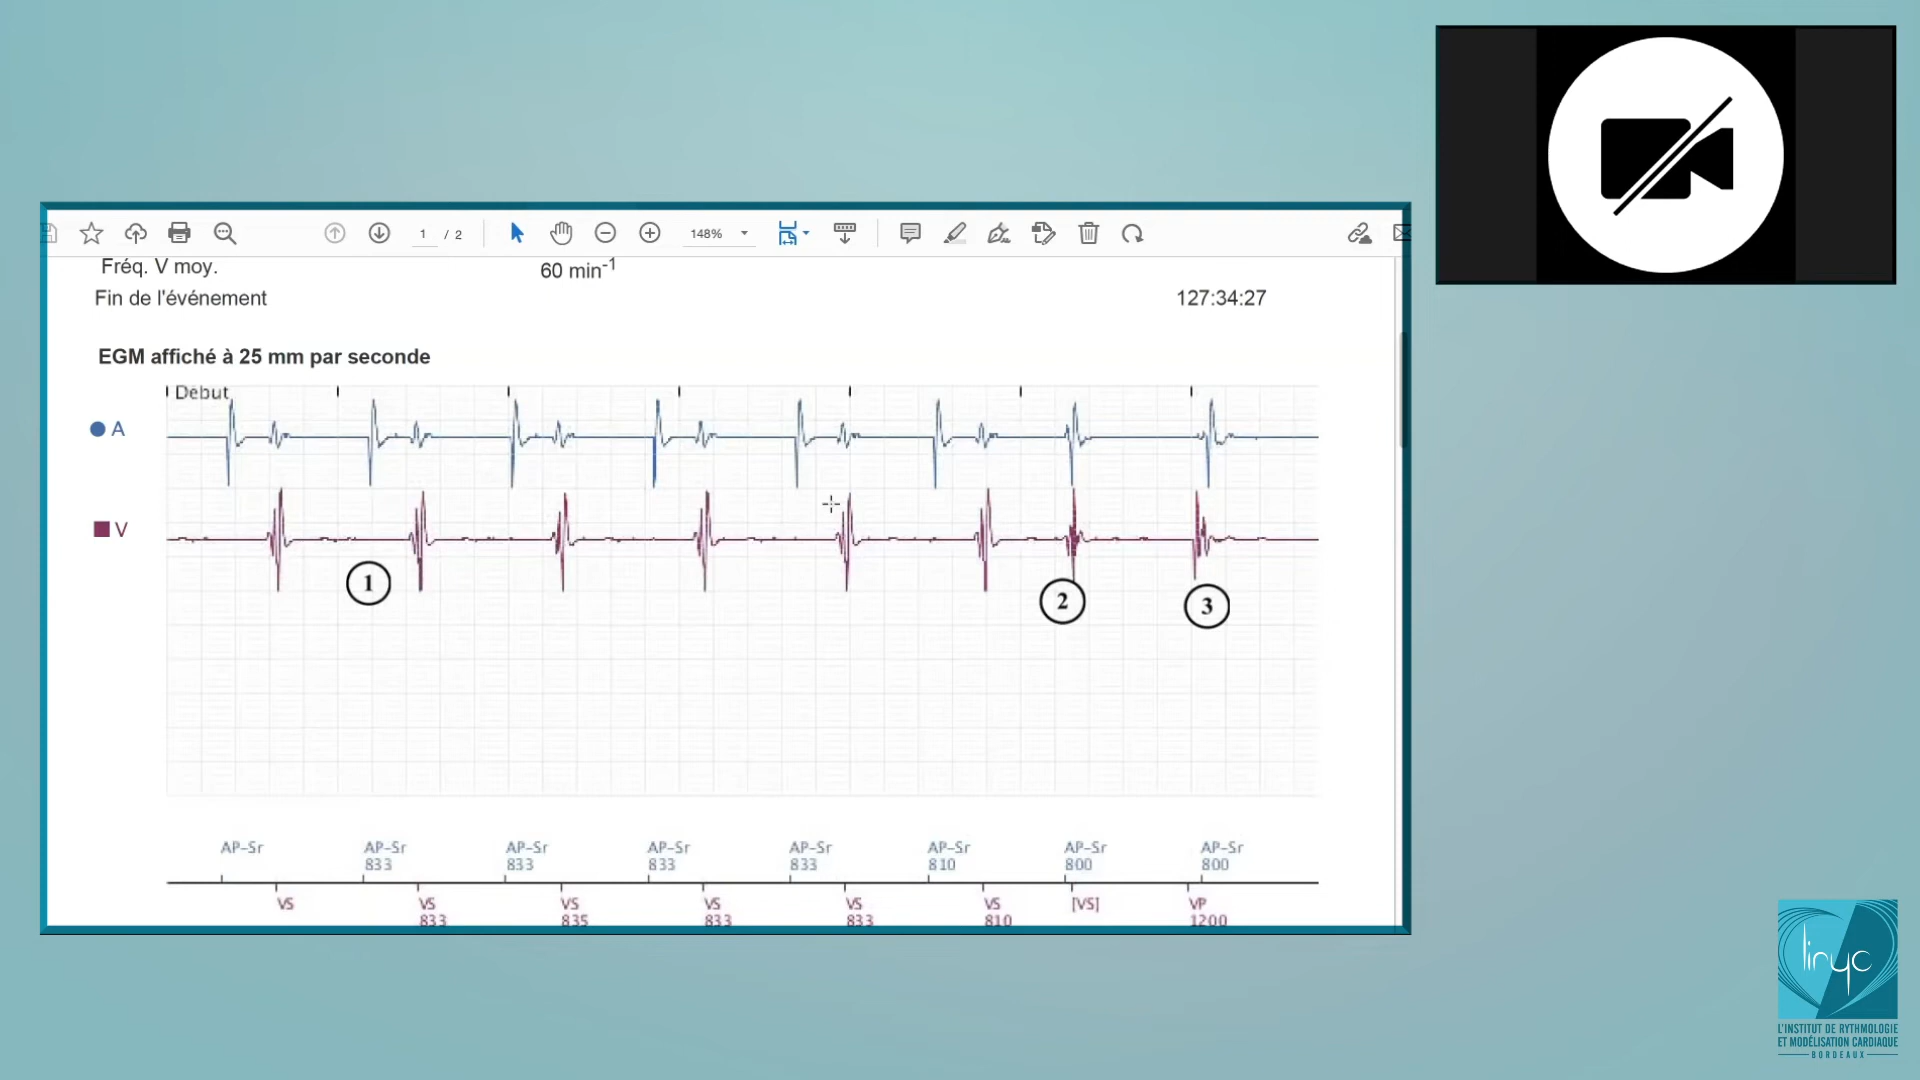 1 / 2
148%
Fréq. V moy.
60 min-1
Fin de l'événement
127:34:27
EGM affiché à 25 mm par seconde
Debut
A
V
1
2
3
AP-Sr AP-Sr AP-Sr AP-Sr AP-Sr AP-Sr AP-Sr AP-Sr
833 833 833 833 810 800 800
VS VS VS VS VS VS [VS] VP
833 835 833 833 810 1200
liryc
L'INSTITUT DE RYTHMOLOGIE
ET MODÉLISATION CARDIAQUE
BORDEAUX